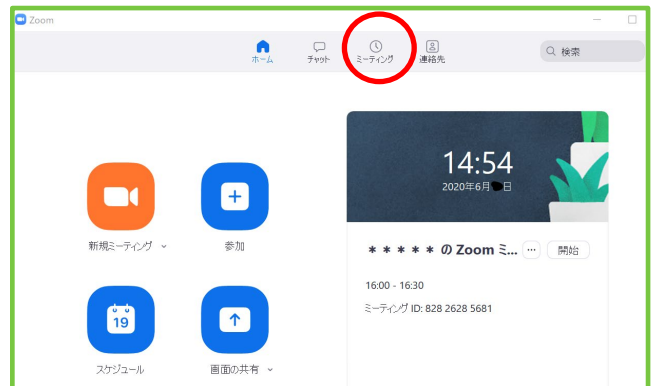 Zoom
ホーム
チャット
ミーティング
連絡先
検索
14:54
2020年6月 日
新規ミーティング
参加
＊＊＊＊＊の Zoom ミ... ... 開始
16:00 - 16:30
ミーティング ID: 828 2628 5681
19
スケジュール
画面の共有